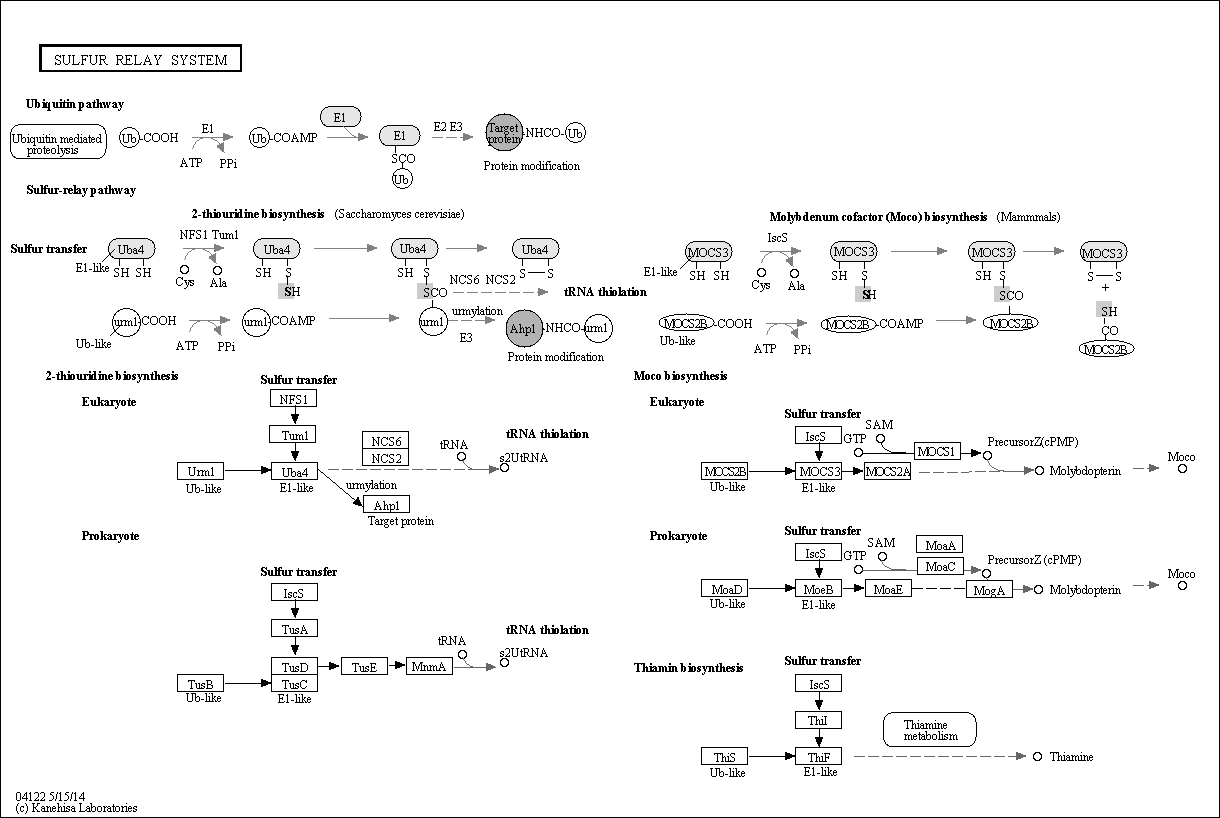 SULFUR RELAY SYSTEM
Ubiquitin pathway
Ubiquitin mediated
proteolysis
Ub -COOH
E1
ATP PPi
Ub -COAMP
E1
E1
SCO
Ub
E2 E3
Target
protein -NHCO- Ub
Protein modification
Sulfur-relay pathway
2-thiouridine biosynthesis (Saccharomyces cerevisiae)
Sulfur transfer
E1-like
Uba4
SH SH
NFS1 Tum1
Cys Ala
Uba4
SH S
SH
Uba4
SH S
SCO
urm1
Uba4
S S
NCS6 NCS2
tRNA thiolation
urm1 -COOH
Ub-like
ATP PPi
urm1 -COAMP
urmylation
E3
Ahp1 -NHCO- urm1
Protein modification
Molybdenum cofactor (Moco) biosynthesis (Mammmals)
MOCS3
E1-like
SH SH
IscS
Cys Ala
MOCS3
SH S
SH
MOCS3
SH S
SCO
MOCS2B
MOCS3
S S
+
SH
CO
MOCS2B
MOCS2B -COOH
Ub-like
ATP PPi
MOCS2B -COAMP
2-thiouridine biosynthesis
Eukaryote
Sulfur transfer
NFS1
Tum1
Urm1
Ub-like
Uba4
E1-like
NCS6
NCS2
tRNA
tRNA thiolation
s2UtRNA
urmylation
Ahp1
Target protein
Prokaryote
Sulfur transfer
IscS
TusA
TusD
TusC
E1-like
TusB
Ub-like
TusE
MnmA
tRNA
tRNA thiolation
s2UtRNA
Moco biosynthesis
Eukaryote
Sulfur transfer
IscS
GTP
SAM
MOCS1
PrecursorZ(cPMP)
MOCS2B
Ub-like
MOCS3
E1-like
MOCS2A
Molybdopterin
Moco
Prokaryote
Sulfur transfer
IscS
GTP
SAM
MoaA
MoaC
PrecursorZ (cPMP)
MoaD
Ub-like
MoeB
E1-like
MoaE
MogA
Molybdopterin
Moco
Thiamin biosynthesis
Sulfur transfer
IscS
ThiI
ThiS
Ub-like
ThiF
E1-like
Thiamine
metabolism
Thiamine
04122 5/15/14
(c) Kanehisa Laboratories